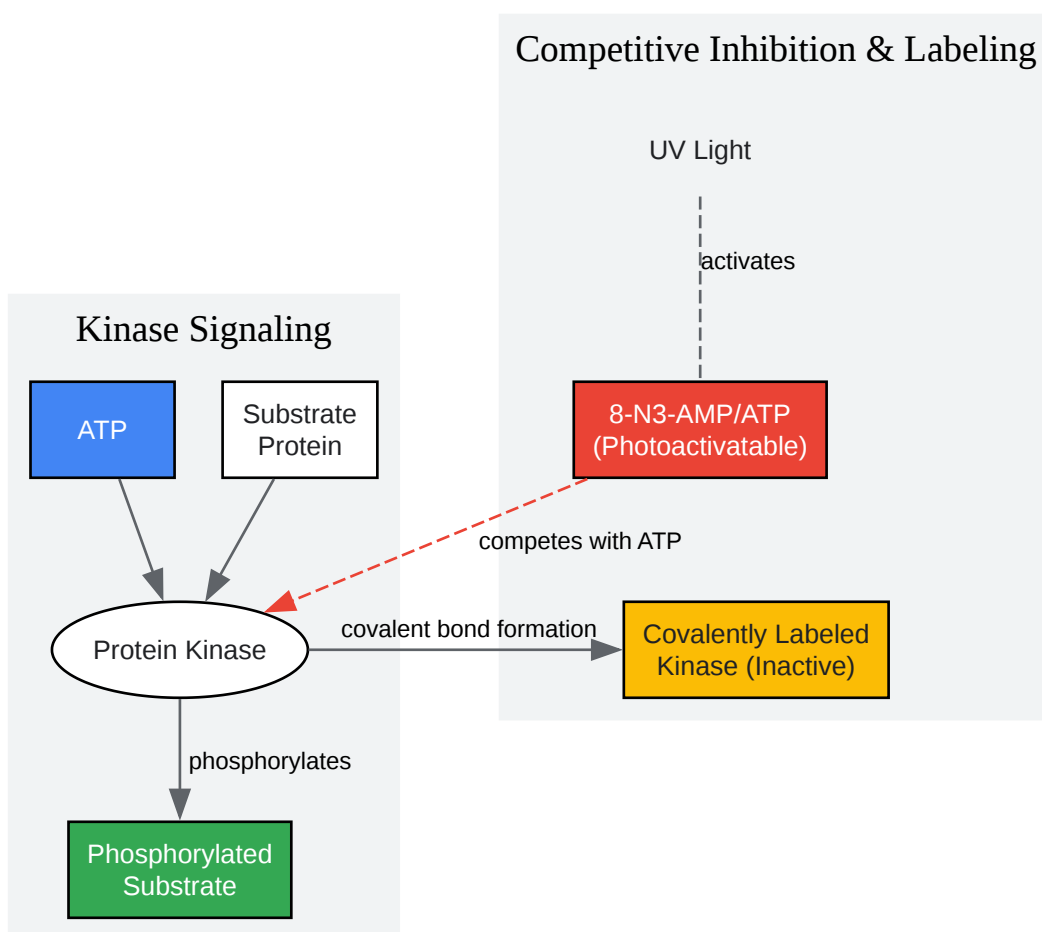 Competitive Inhibition & Labeling
UV Light
activates
Kinase Signaling
ATP
Substrate
Protein
8-N3-AMP/ATP
(Photoactivatable)
competes with ATP
Protein Kinase
covalent bond formation
Covalently Labeled
Kinase (Inactive)
phosphorylates
Phosphorylated
Substrate